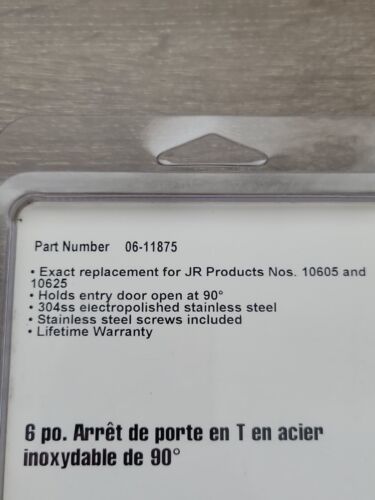 Part Number 06-11875
• Exact replacement for JR Products Nos. 10605 and
10625
• Holds entry door open at 90°
• 304ss electropolished stainless steel
• Stainless steel screws included
• Lifetime Warranty
6 po. Arrêt de porte en T en acier
inoxydable de 90°